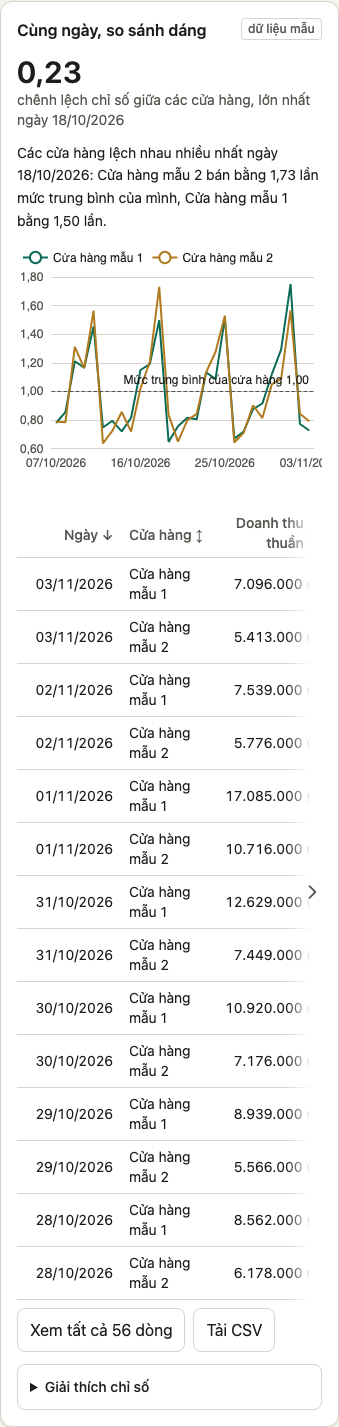 Cùng ngày, so sánh dáng
dữ liệu mẫu
0,23
chênh lệch chỉ số giữa các cửa hàng, lớn nhất
ngày 18/10/2026
Các cửa hàng lệch nhau nhiều nhất ngày
18/10/2026: Cửa hàng mẫu 2 bán bằng 1,73 lần
mức trung bình của mình, Cửa hàng mẫu 1
bằng 1,50 lần.
Cửa hàng mẫu 1
Cửa hàng mẫu 2
1,80
1,60
1,40
1,20
Mức trung bình của cửa hàng 1,00
1,00
0,80
0,60
07/10/2026 16/10/2026 25/10/2026 03/11/20
Ngày ↓ Cửa hàng ↕ Doanh thu
thuần
03/11/2026 Cửa hàng
mẫu 1 7.096.000
03/11/2026 Cửa hàng
mẫu 2 5.413.000
02/11/2026 Cửa hàng
mẫu 1 7.539.000
02/11/2026 Cửa hàng
mẫu 2 5.776.000
01/11/2026 Cửa hàng
mẫu 1 17.085.000
01/11/2026 Cửa hàng
mẫu 2 10.716.000
31/10/2026 Cửa hàng
mẫu 1 12.629.000
31/10/2026 Cửa hàng
mẫu 2 7.449.000
30/10/2026 Cửa hàng
mẫu 1 10.920.000
30/10/2026 Cửa hàng
mẫu 2 7.176.000
29/10/2026 Cửa hàng
mẫu 1 8.939.000
29/10/2026 Cửa hàng
mẫu 2 5.566.000
28/10/2026 Cửa hàng
mẫu 1 8.562.000
28/10/2026 Cửa hàng
mẫu 2 6.178.000
Xem tất cả 56 dòng
Tải CSV
Giải thích chỉ số